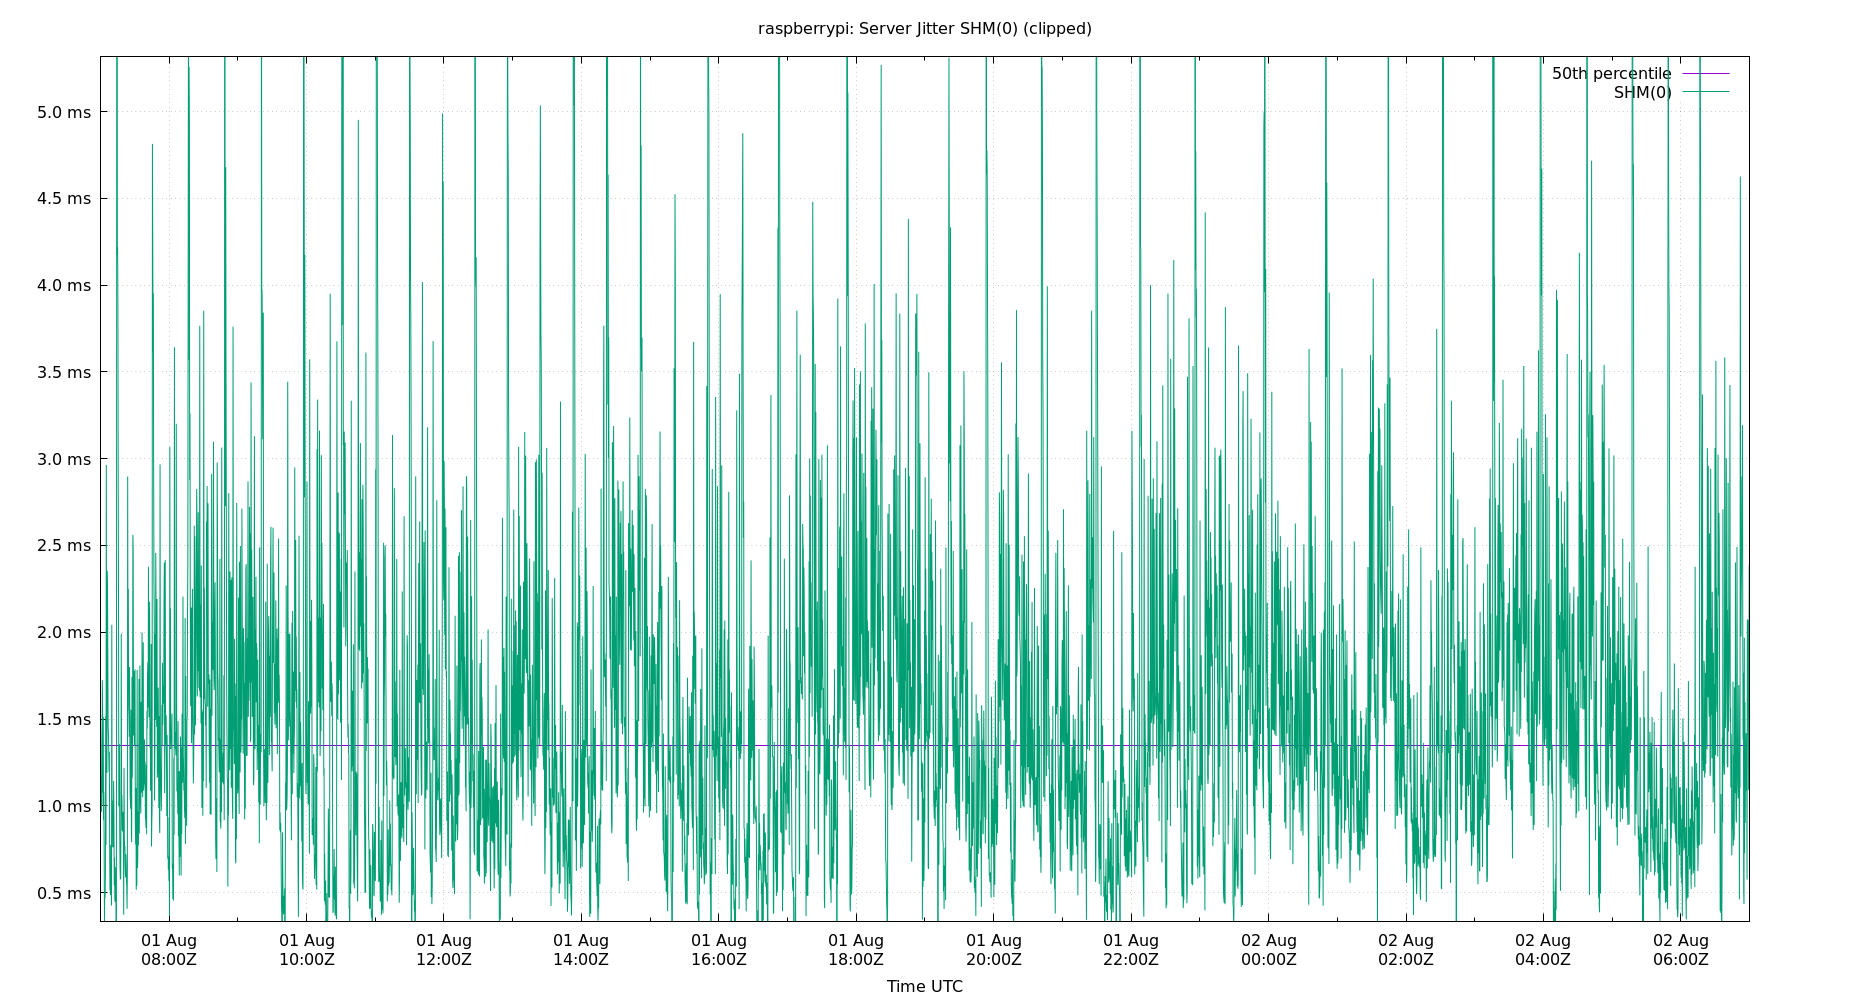 raspberrypi: Server Jitter SHM(0) (clipped)
50th percentile
SHM(0)
5.0 ms
4.5 ms
4.0 ms
3.5 ms
3.0 ms
2.5 ms
2.0 ms
1.5 ms
1.0 ms
0.5 ms
01 Aug 01 Aug 01 Aug 01 Aug 01 Aug 01 Aug 01 Aug 01 Aug 02 Aug 02 Aug 02 Aug 02 Aug
08:00Z 10:00Z 12:00Z 14:00Z 16:00Z 18:00Z 20:00Z 22:00Z 00:00Z 02:00Z 04:00Z 06:00Z
Time UTC